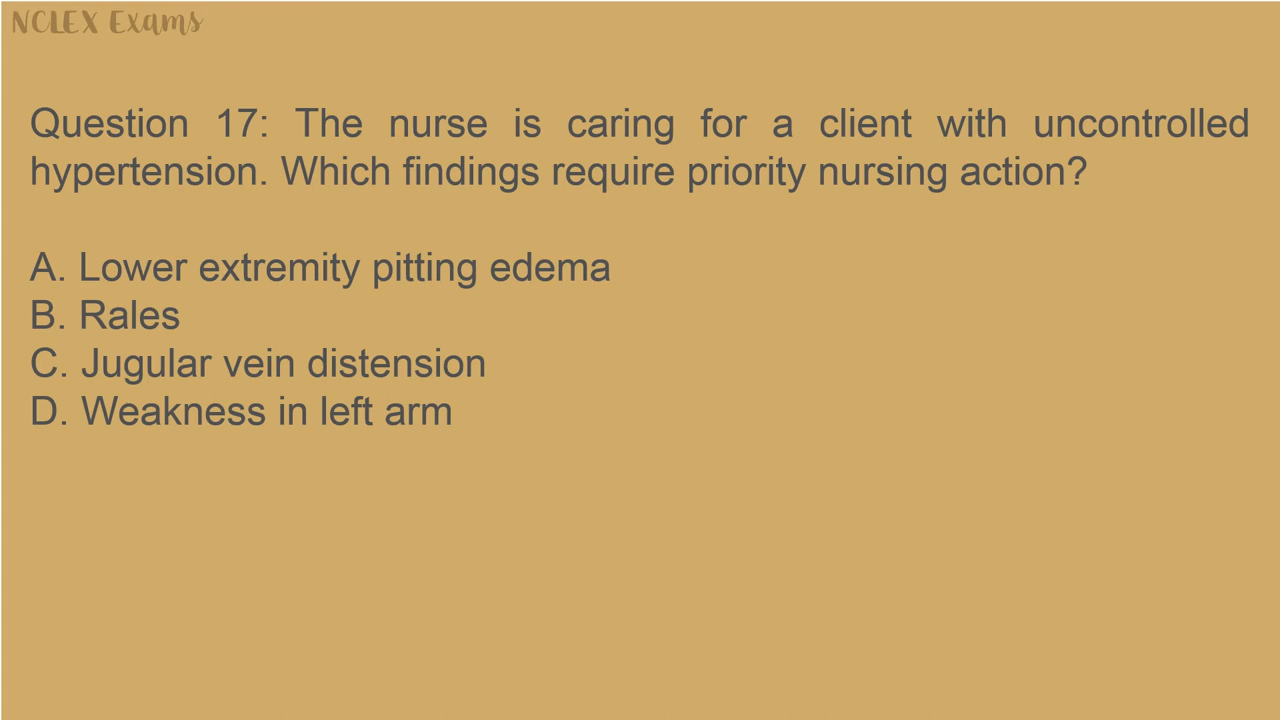 NCLEX Exams
Question 17: The nurse is caring for a client with uncontrolled
hypertension. Which findings require priority nursing action?
A. Lower extremity pitting edema
B. Rales
C. Jugular vein distension
D. Weakness in left arm